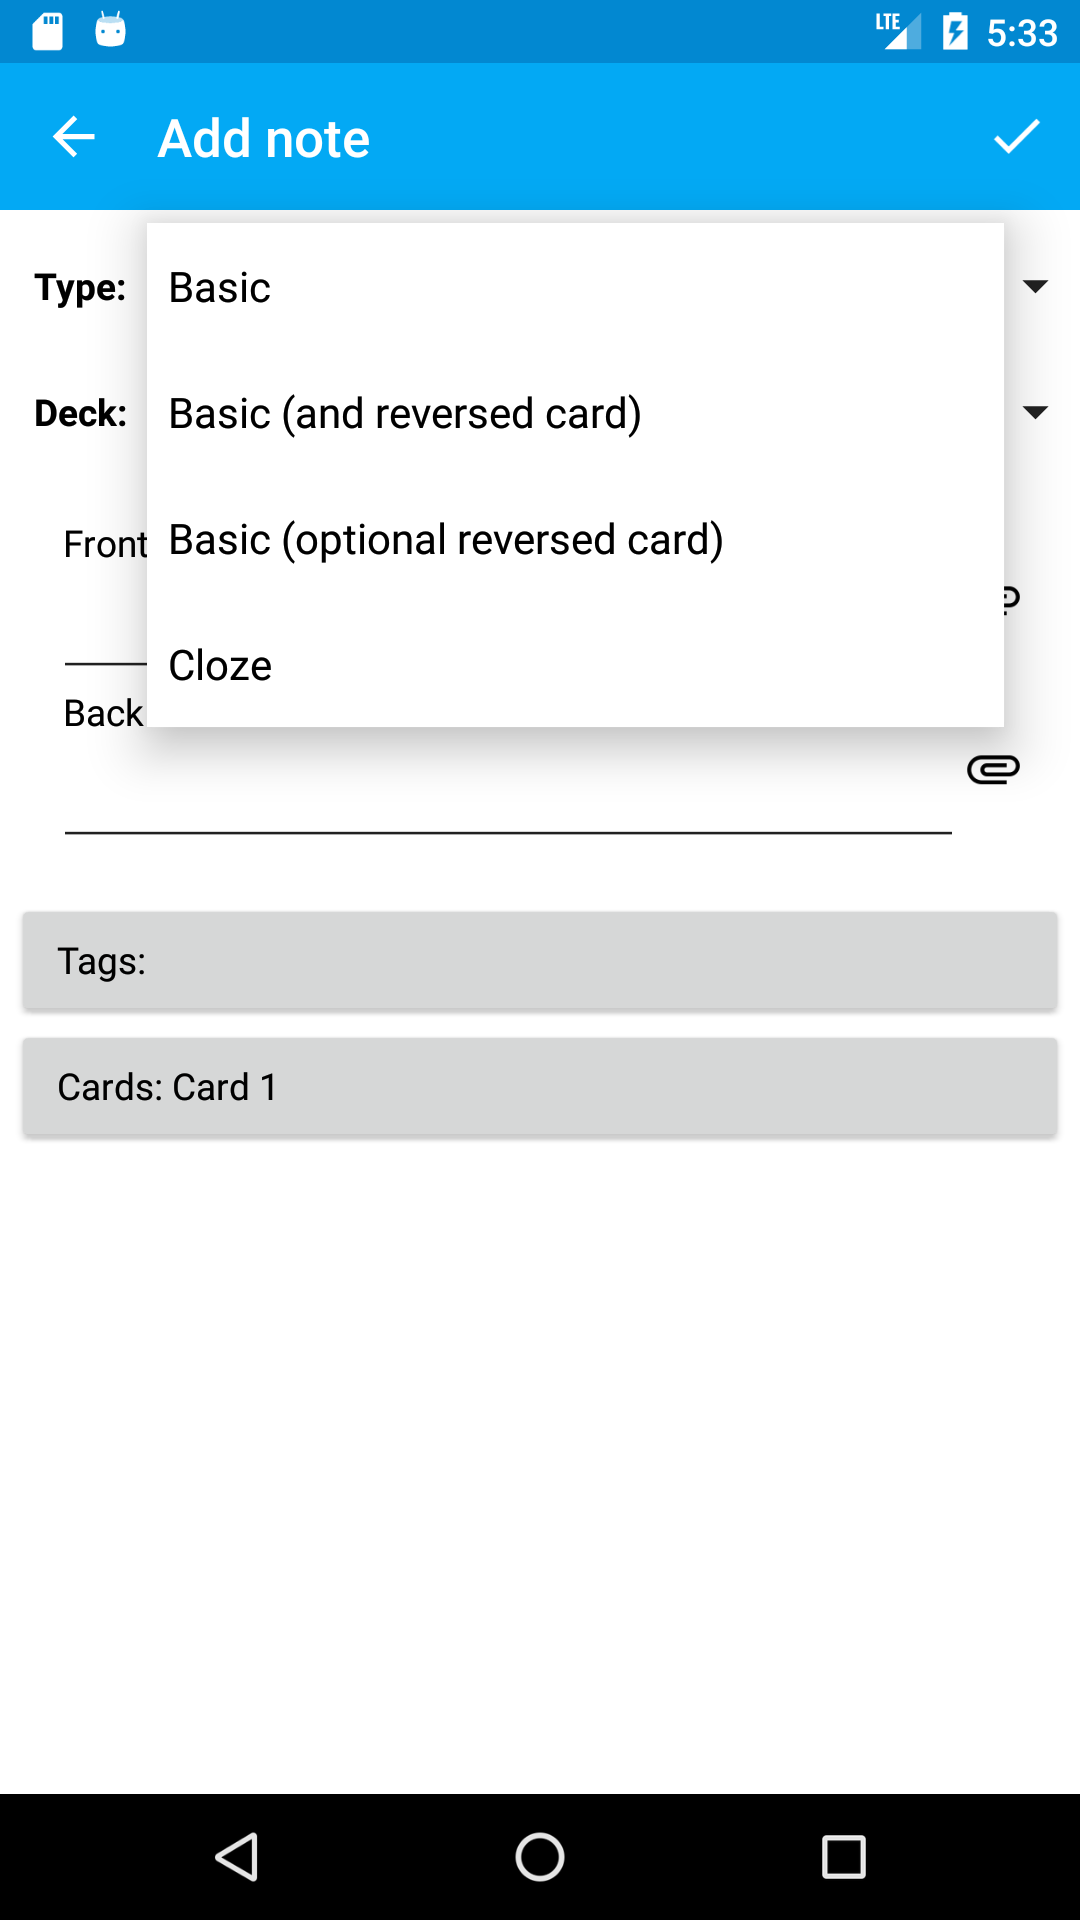 LTE 5:33
Add note
Type:
Basic
Deck:
Basic (and reversed card)
Front
Basic (optional reversed card)
Cloze
Back
Tags:
Cards: Card 1